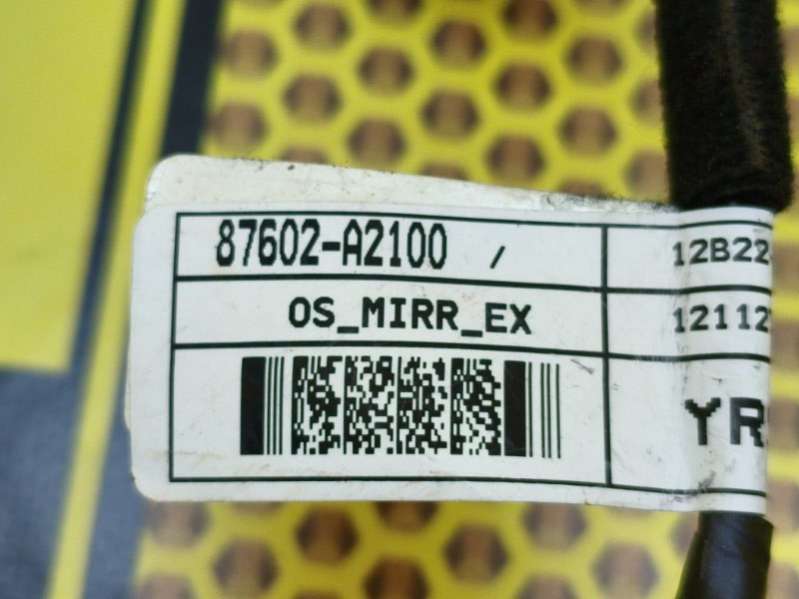 87602-A2100 /
12B22
OS_MIRR_EX
12112
YR